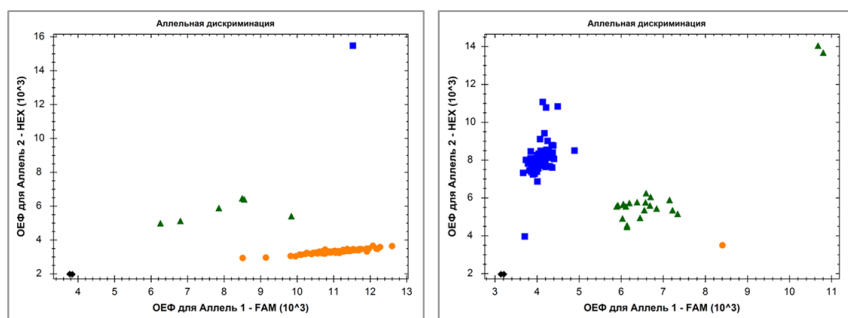 Аллельная дискриминация
ОЕФ для Аллель 2 - HEX (10^3)
16
14
12
10
8
6
4
2
4 5 6 7 8 9 10 11 12 13
ОЕФ для Аллель 1 - FAM (10^3)
Аллельная дискриминация
ОЕФ для Аллель 2 - HEX (10^3)
14
12
10
8
6
4
2
3 4 5 6 7 8 9 10 11
ОЕФ для Аллель 1 - FAM (10^3)